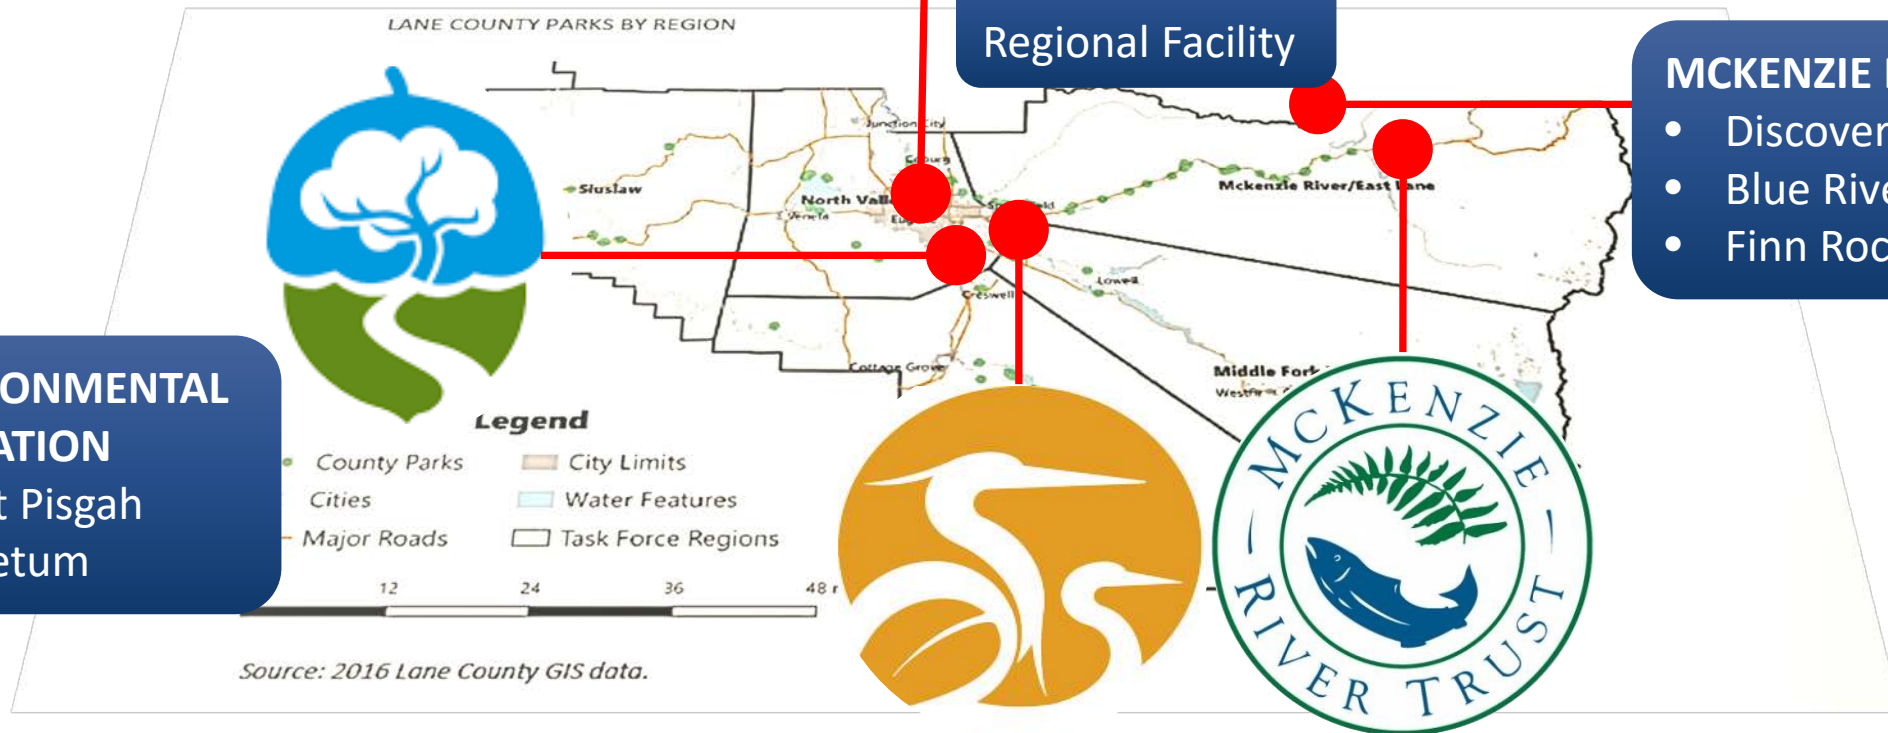 LANE COUNTY PARKS BY REGION
Regional Facility
MCKENZIE
• Discover
• Blue Rive
• Finn Roc
Junction City
Coburg
Siuslaw
North Vall
Veneta
Mckenzie River/East Lane
Creswell
Lowell
Cottage Grove
Middle Fork
ONMENTAL
ATION
t Pisgah
etum
Legend
County Parks
City Limits
Cities
Water Features
Major Roads
Task Force Regions
12 24 36 48
Source: 2016 Lane County GIS data.
MCKENZIE
RIVER TRUST